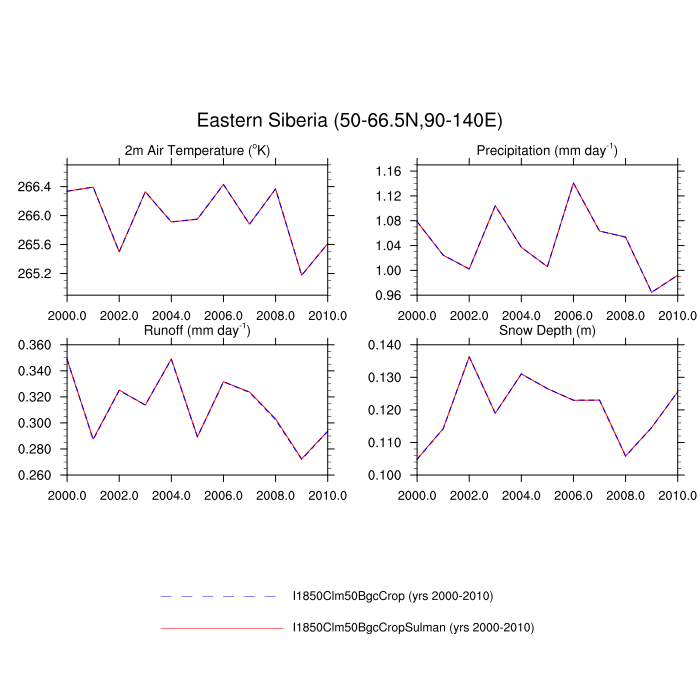 Eastern Siberia (50-66.5N,90-140E)
2m Air Temperature (°K)
266.4
266.0
265.6
265.2
2000.0 2002.0 2004.0 2006.0 2008.0 2010.0
Precipitation (mm day⁻¹)
1.16
1.12
1.08
1.04
1.00
0.96
2000.0 2002.0 2004.0 2006.0 2008.0 2010.0
Runoff (mm day⁻¹)
0.360
0.340
0.320
0.300
0.280
0.260
2000.0 2002.0 2004.0 2006.0 2008.0 2010.0
Snow Depth (m)
0.140
0.130
0.120
0.110
0.100
2000.0 2002.0 2004.0 2006.0 2008.0 2010.0
I1850Clm50BgcCrop (yrs 2000-2010)
I1850Clm50BgcCropSulman (yrs 2000-2010)